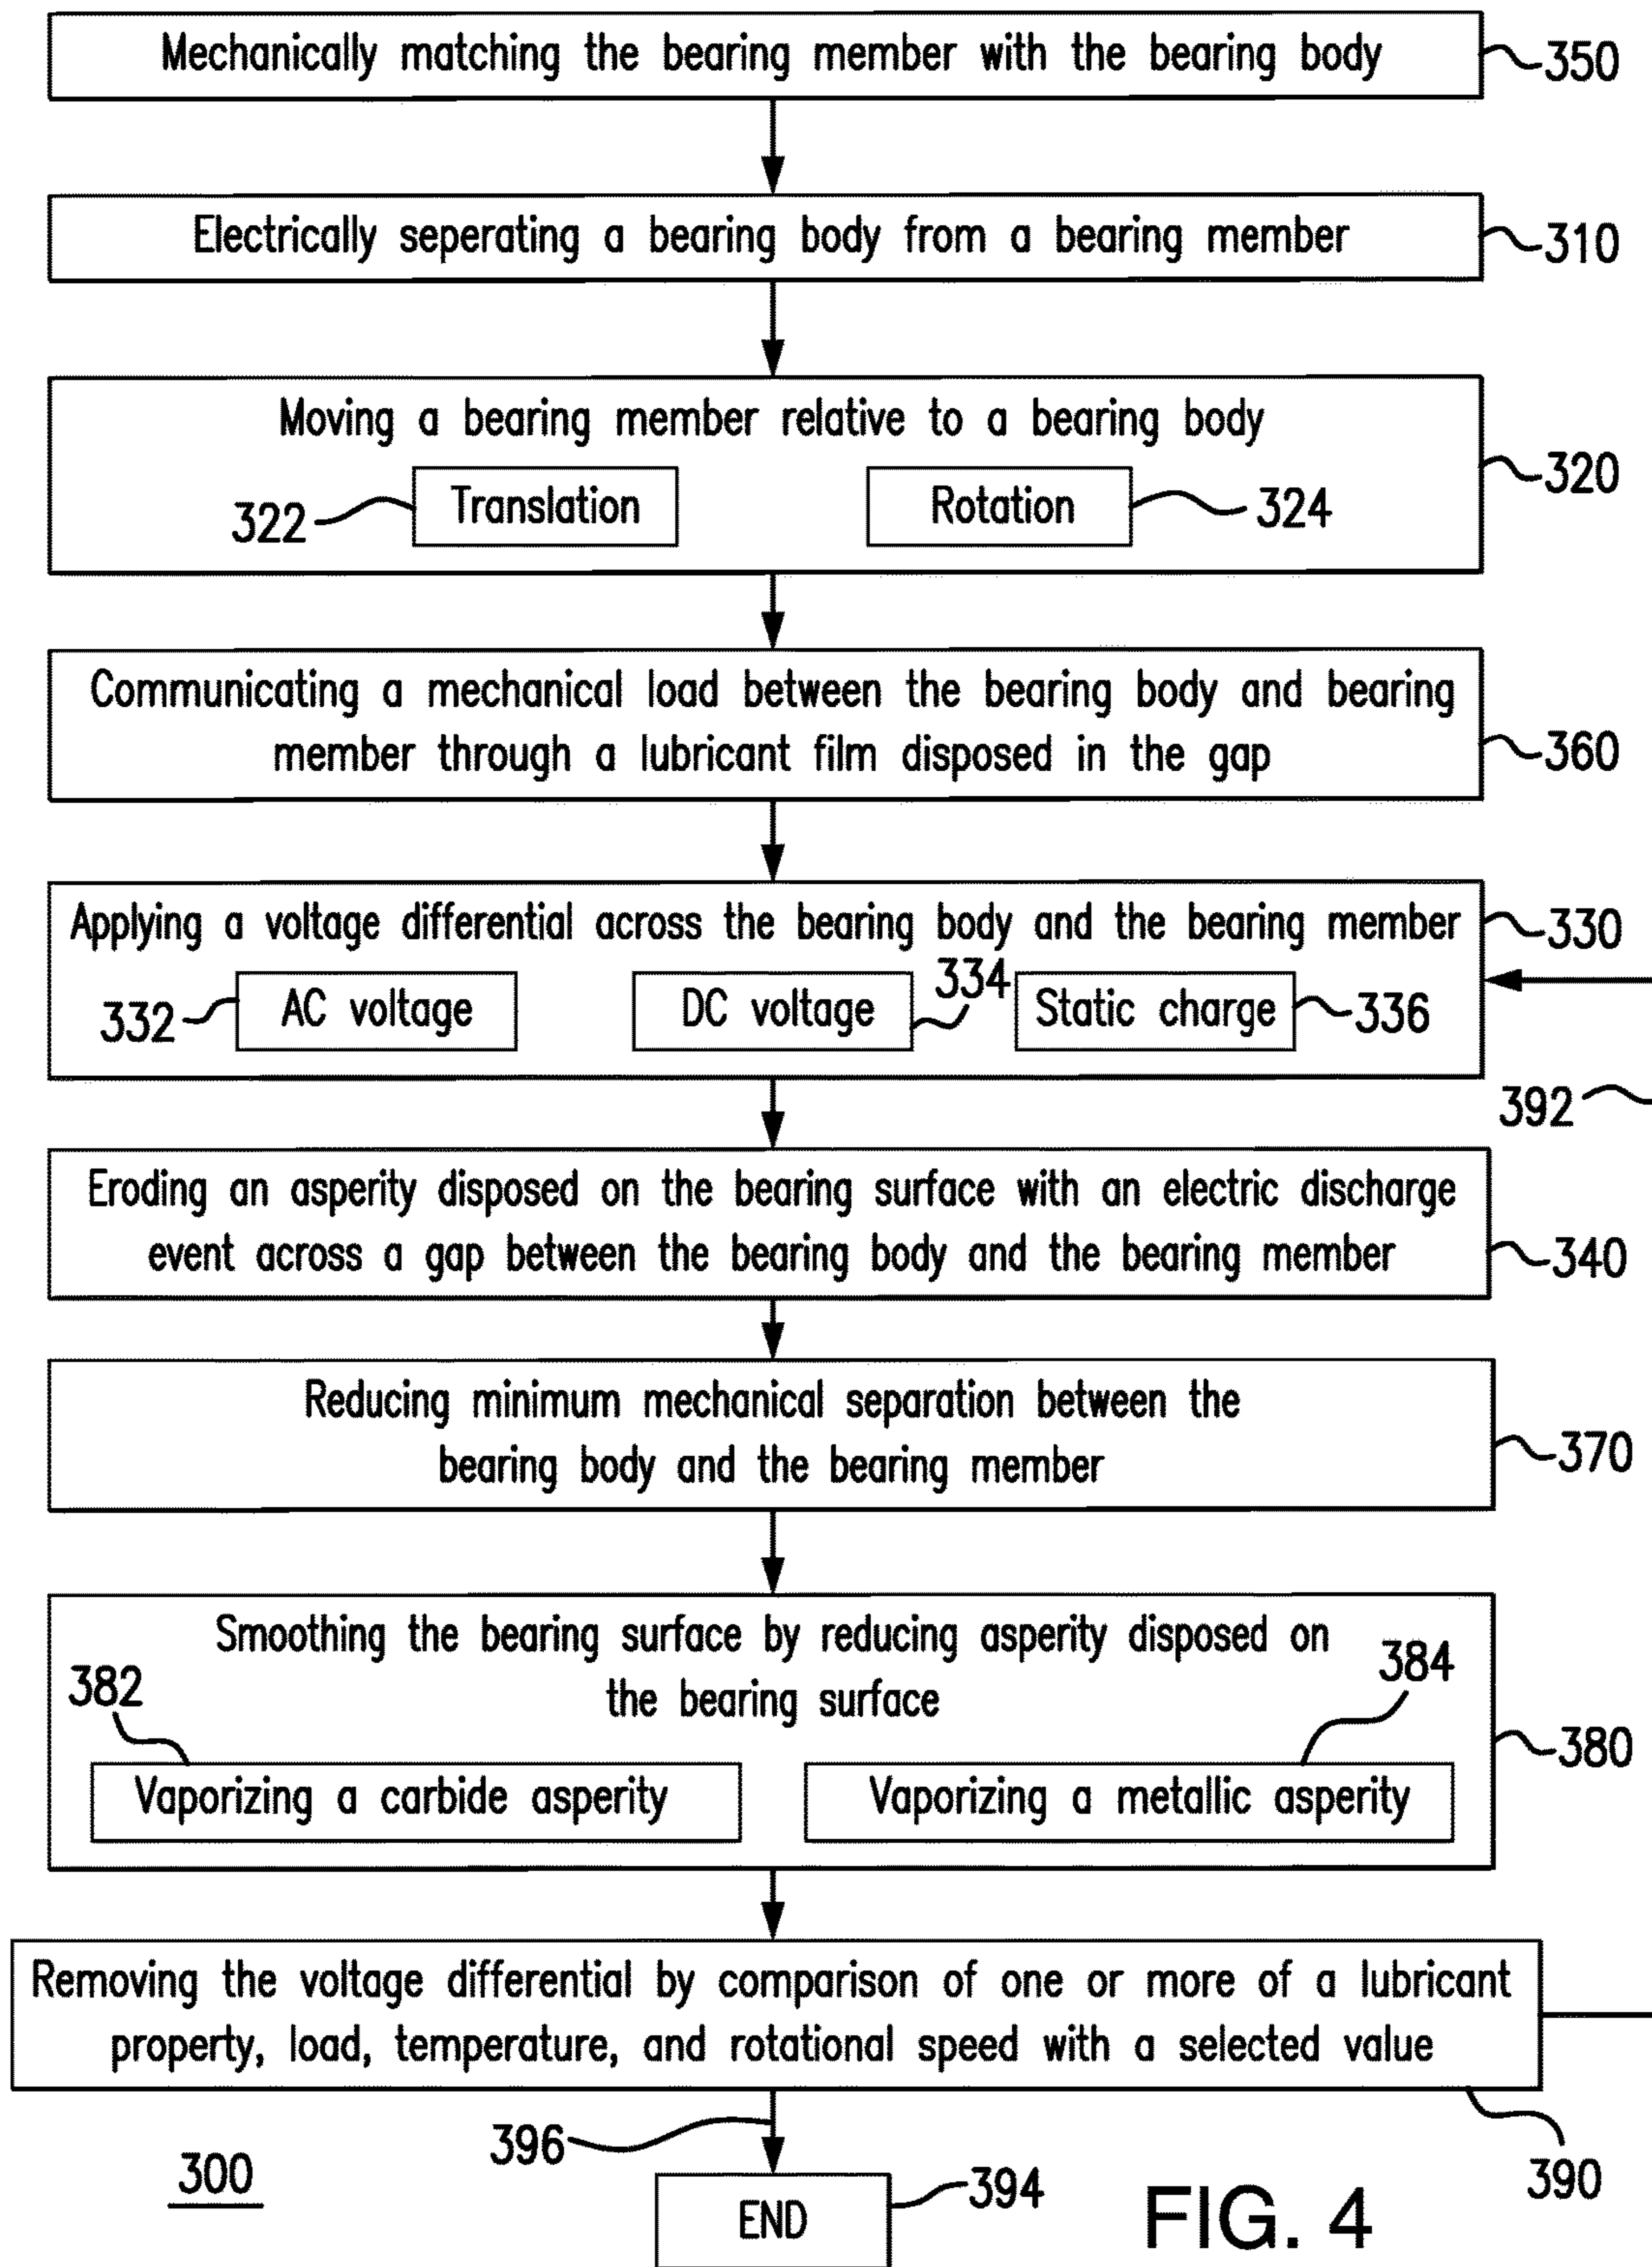 Mechanically matching the bearing member with the bearing body
350
Electrically seperating a bearing body from a bearing member
310
Moving a bearing member relative to a bearing body
320
322
Translation
Rotation
324
Communicating a mechanical load between the bearing body and bearing
member through a lubricant film disposed in the gap
360
Applying a voltage differential across the bearing body and the bearing member
330
332
AC voltage
DC voltage
334
Static charge
336
392
Eroding an asperity disposed on the bearing surface with an electric discharge
event across a gap between the bearing body and the bearing member
340
Reducing minimum mechanical separation between the
bearing body and the bearing member
370
Smoothing the bearing surface by reducing asperity disposed on
the bearing surface
380
382
Vaporizing a carbide asperity
384
Vaporizing a metallic asperity
Removing the voltage differential by comparison of one or more of a lubricant
property, load, temperature, and rotational speed with a selected value
390
396
END
394
300
FIG. 4